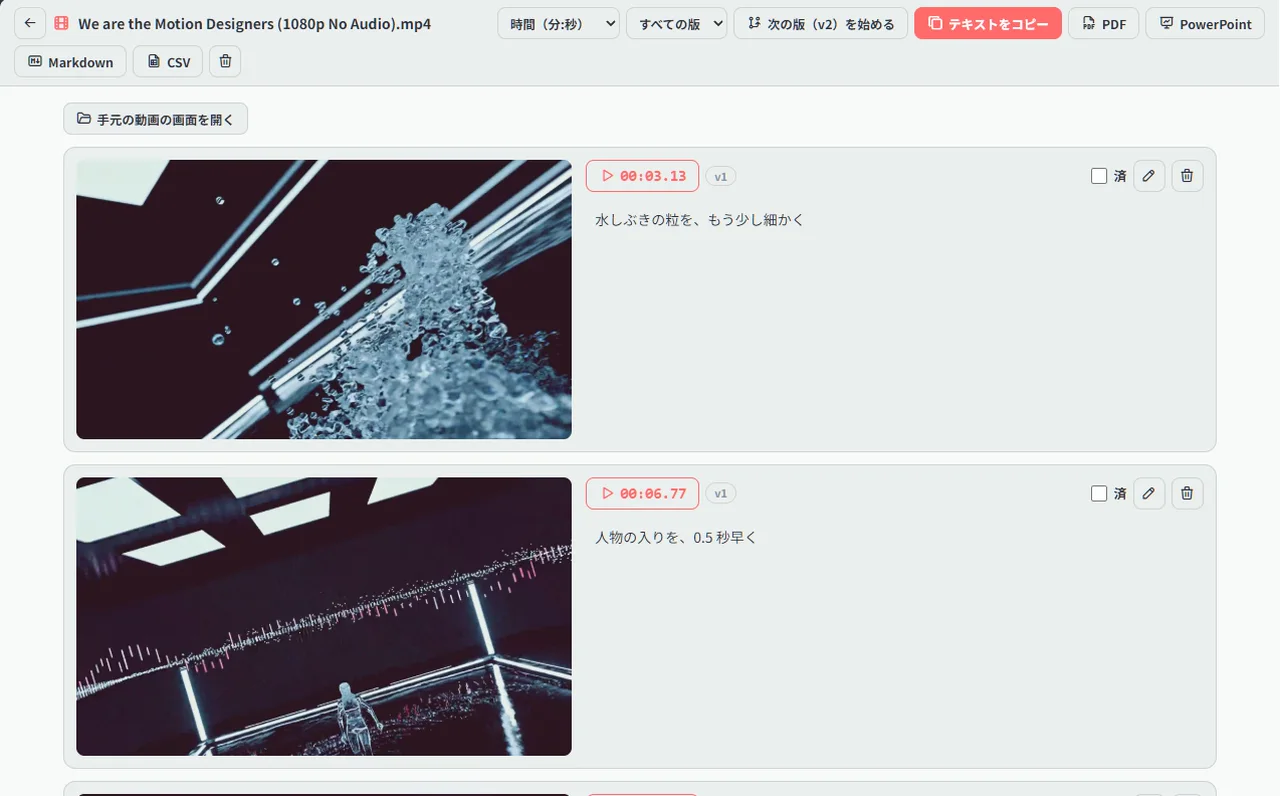 We are the Motion Designers (1080p No Audio).mp4
時間（分:秒）
すべての版
次の版（v2）を始める
テキストをコピー
PDF
PowerPoint
Markdown
CSV
手元の動画の画面を開く
00:03.13
v1
済
水しぶきの粒を、もう少し細かく
00:06.77
v1
済
人物の入りを、0.5 秒早く